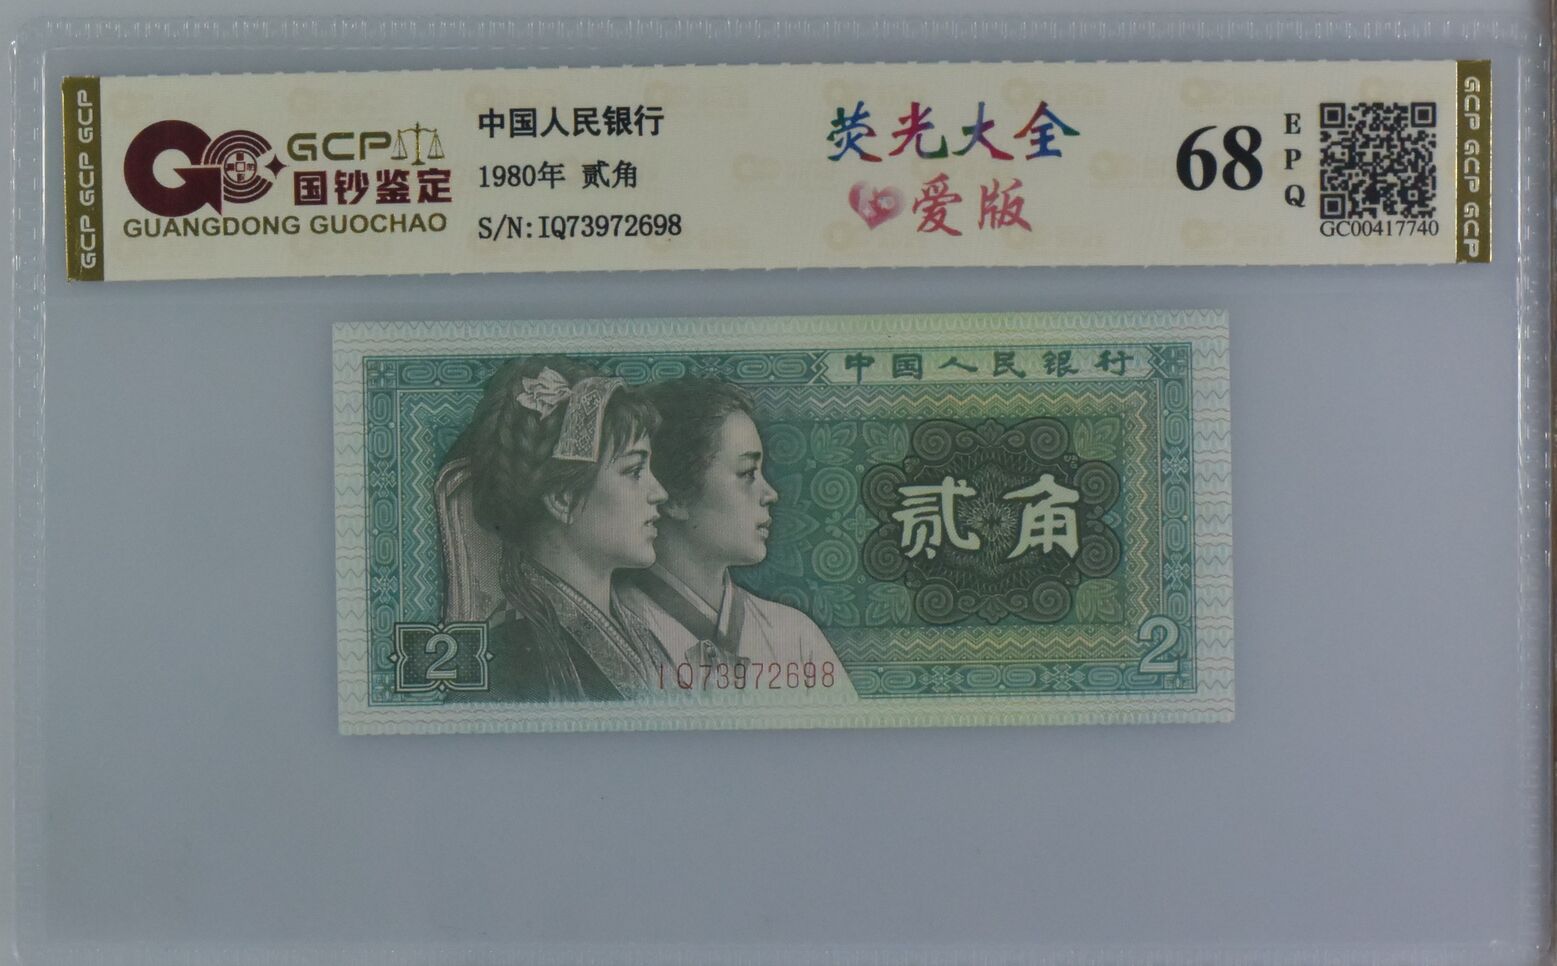 GCP GCP GCP
GCP
国钞鉴定
GUANGDONG GUOCHAO
中国人民银行
1980年 贰角
S/N:IQ73972698
荧光大全
爱版
68
E
P
Q
GC00417740
GCP GCP GCP
中国人民银行
贰角
2
IQ73972698
2